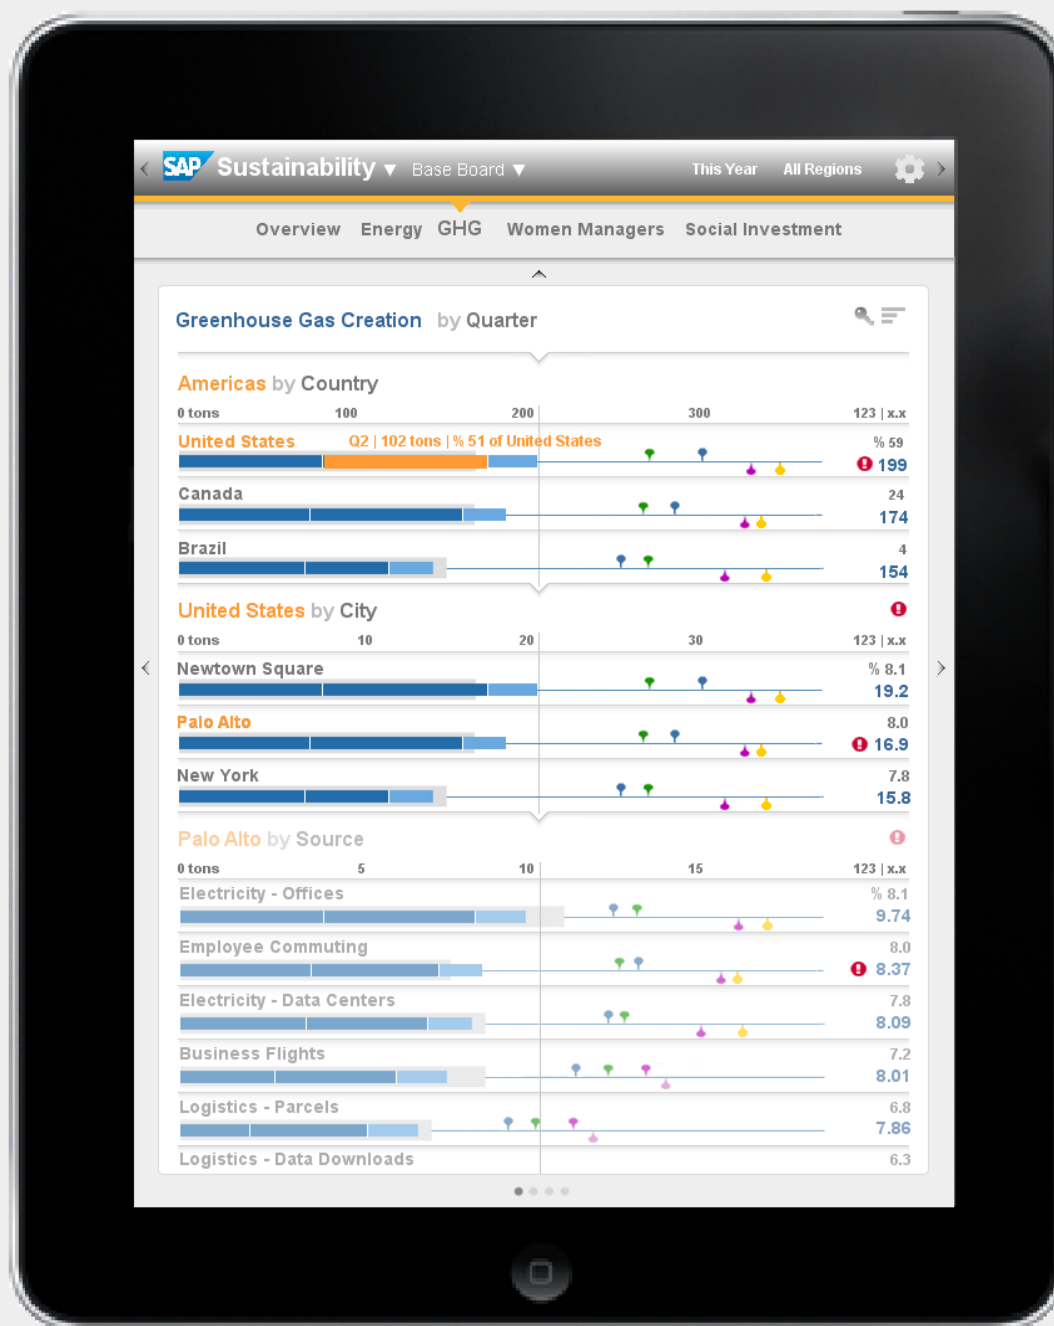 SAP Sustainability ▼ Base Board ▼ This Year All Regions
Overview Energy GHG Women Managers Social Investment
Greenhouse Gas Creation by Quarter
Americas by Country
0 tons 100 200 300 123 | x.x
United States Q2 | 102 tons | % 51 of United States % 59
199
Canada 24
174
Brazil 4
154
United States by City
0 tons 10 20 30 123 | x.x
Newtown Square % 8.1
19.2
Palo Alto 8.0
16.9
New York 7.8
15.8
Palo Alto by Source
0 tons 5 10 15 123 | x.x
Electricity - Offices % 8.1
9.74
Employee Commuting 8.0
8.37
Electricity - Data Centers 7.8
8.09
Business Flights 7.2
8.01
Logistics - Parcels 6.8
7.86
Logistics - Data Downloads 6.3